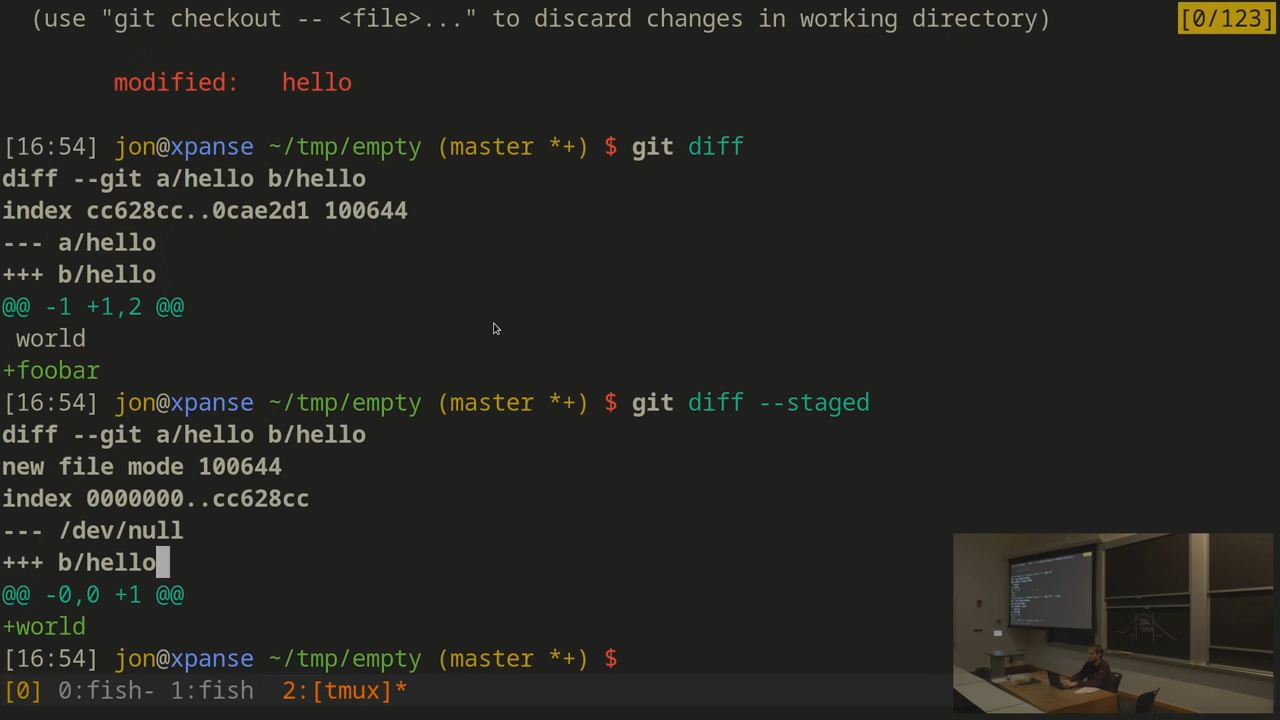 (use "git checkout -- <file>..." to discard changes in working directory)
[0/123]
modified:   hello
[16:54] jon@xpanse ~/tmp/empty (master *+) $ git diff
diff --git a/hello b/hello
index cc628cc..0cae2d1 100644
--- a/hello
+++ b/hello
@@ -1 +1,2 @@
 world
+foobar
[16:54] jon@xpanse ~/tmp/empty (master *+) $ git diff --staged
diff --git a/hello b/hello
new file mode 100644
index 0000000..cc628cc
--- /dev/null
+++ b/hello
@@ -0,0 +1 @@
+world
[16:54] jon@xpanse ~/tmp/empty (master *+) $
[0] 0:fish- 1:fish  2:[tmux]*